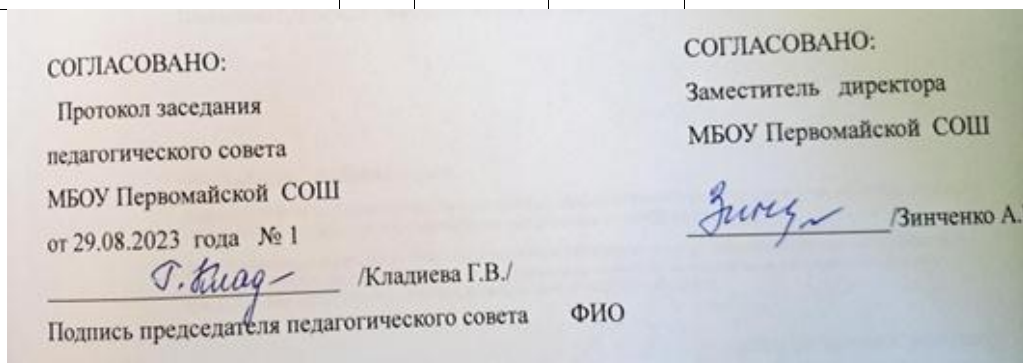 СОГЛАСОВАНО:
Протокол заседания
педагогического совета
МБОУ Первомайской СОШ
от 29.08.2023 года № 1
Г. Клад /Кладиева Г.В./
Подпись председателя педагогического совета ФИО
СОГЛАСОВАНО:
Заместитель директора
МБОУ Первомайской СОШ
/Зинченко А.